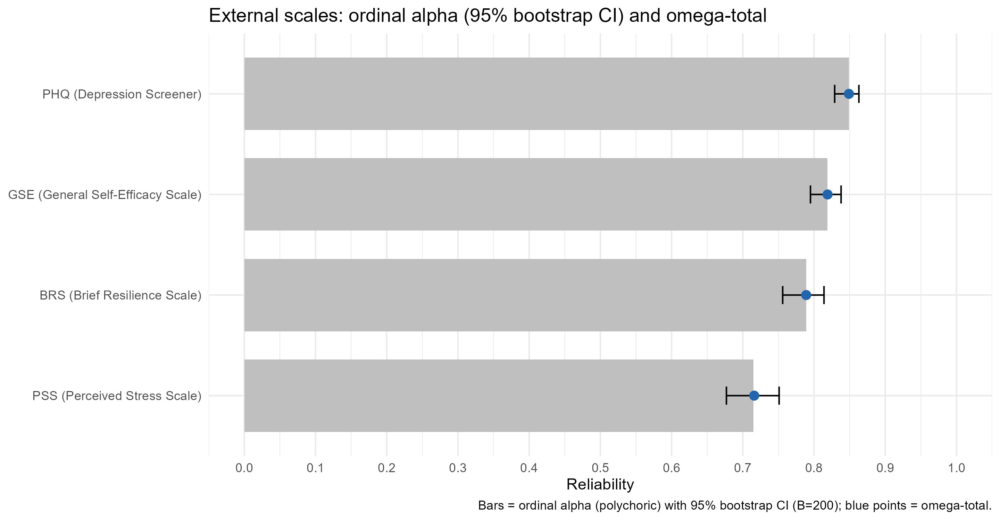 External scales: ordinal alpha (95% bootstrap CI) and omega-total
PHQ (Depression Screener)
GSE (General Self-Efficacy Scale)
BRS (Brief Resilience Scale)
PSS (Perceived Stress Scale)
0.0 0.1 0.2 0.3 0.4 0.5 0.6 0.7 0.8 0.9 1.0
Reliability
Bars = ordinal alpha (polychoric) with 95% bootstrap CI (B=200); blue points = omega-total.